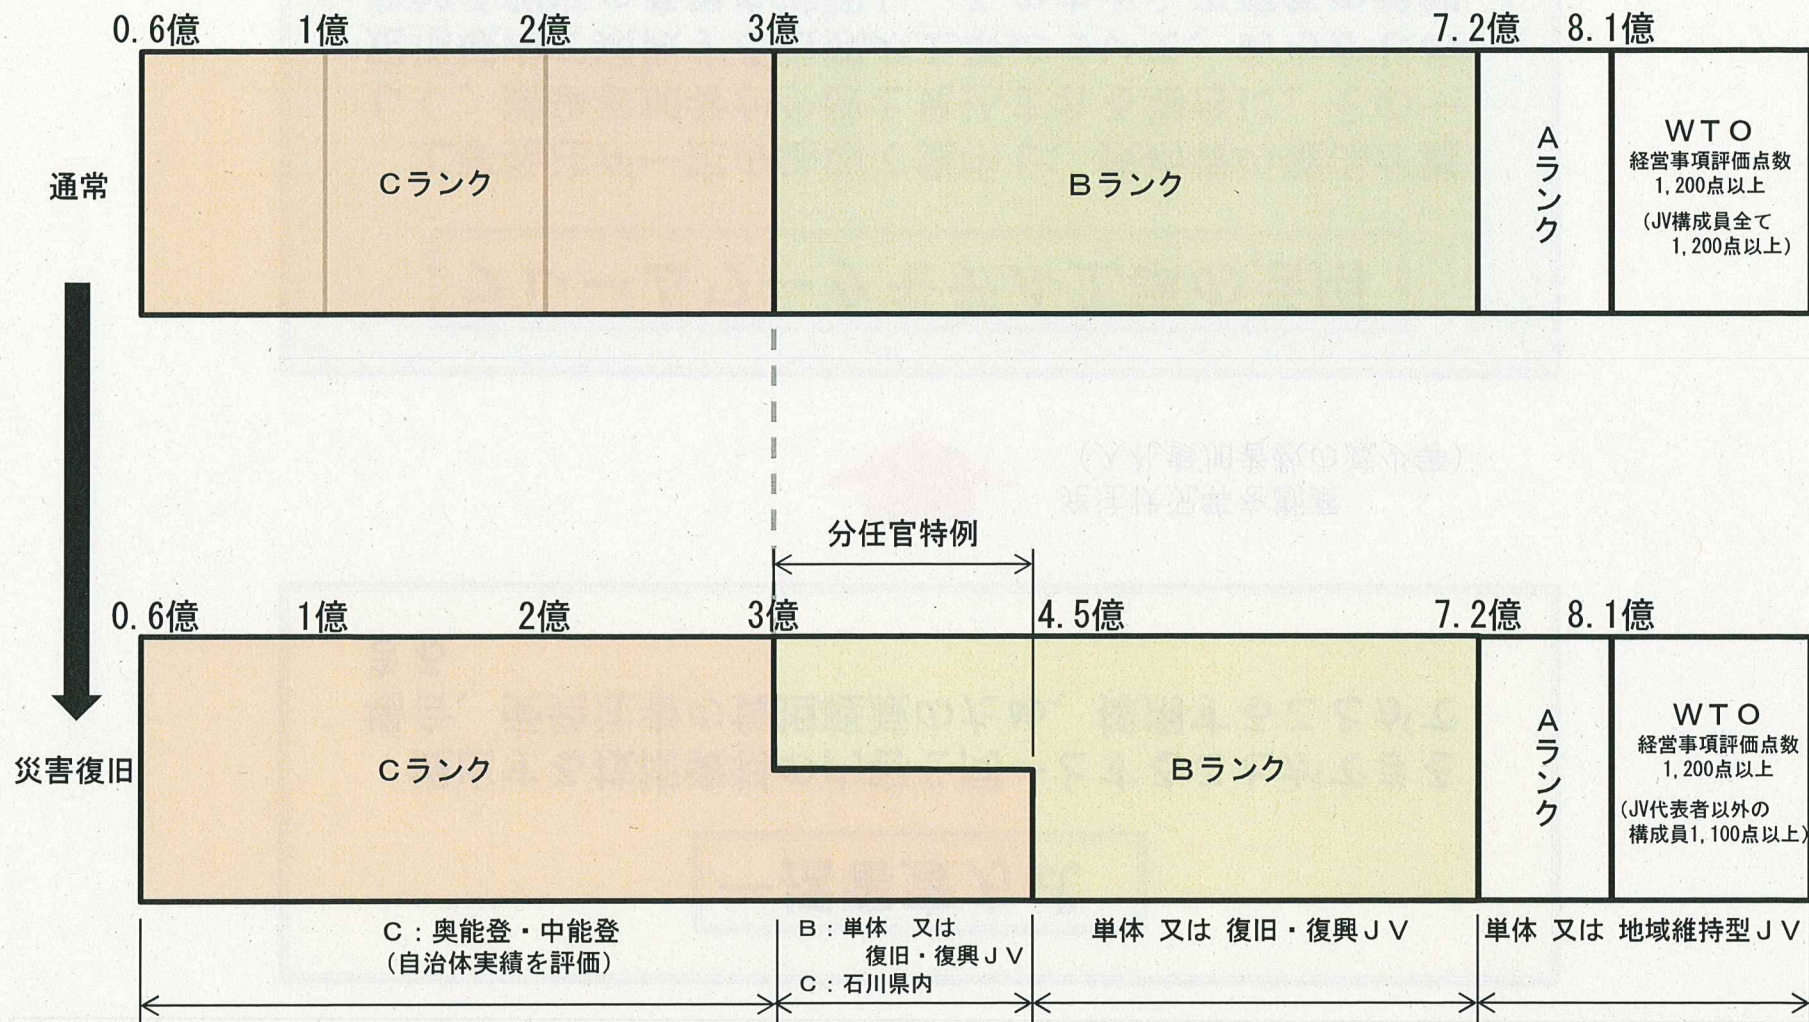 0.6億 1億 2億 3億 7.2億 8.1億
通常
Cランク
Bランク
Aランク
WTO
経営事項評価点数
1,200点以上
(JV構成員全て
1,200点以上)
分任官特例
0.6億 1億 2億 3億 4.5億 7.2億 8.1億
災害復旧
Cランク
Bランク
Aランク
WTO
経営事項評価点数
1,200点以上
(JV代表者以外の
構成員1,100点以上)
C：奥能登・中能登
(自治体実績を評価)
B：単体 又は
復旧・復興JV
C：石川県内
単体 又は 復旧・復興JV
単体 又は 地域維持型JV